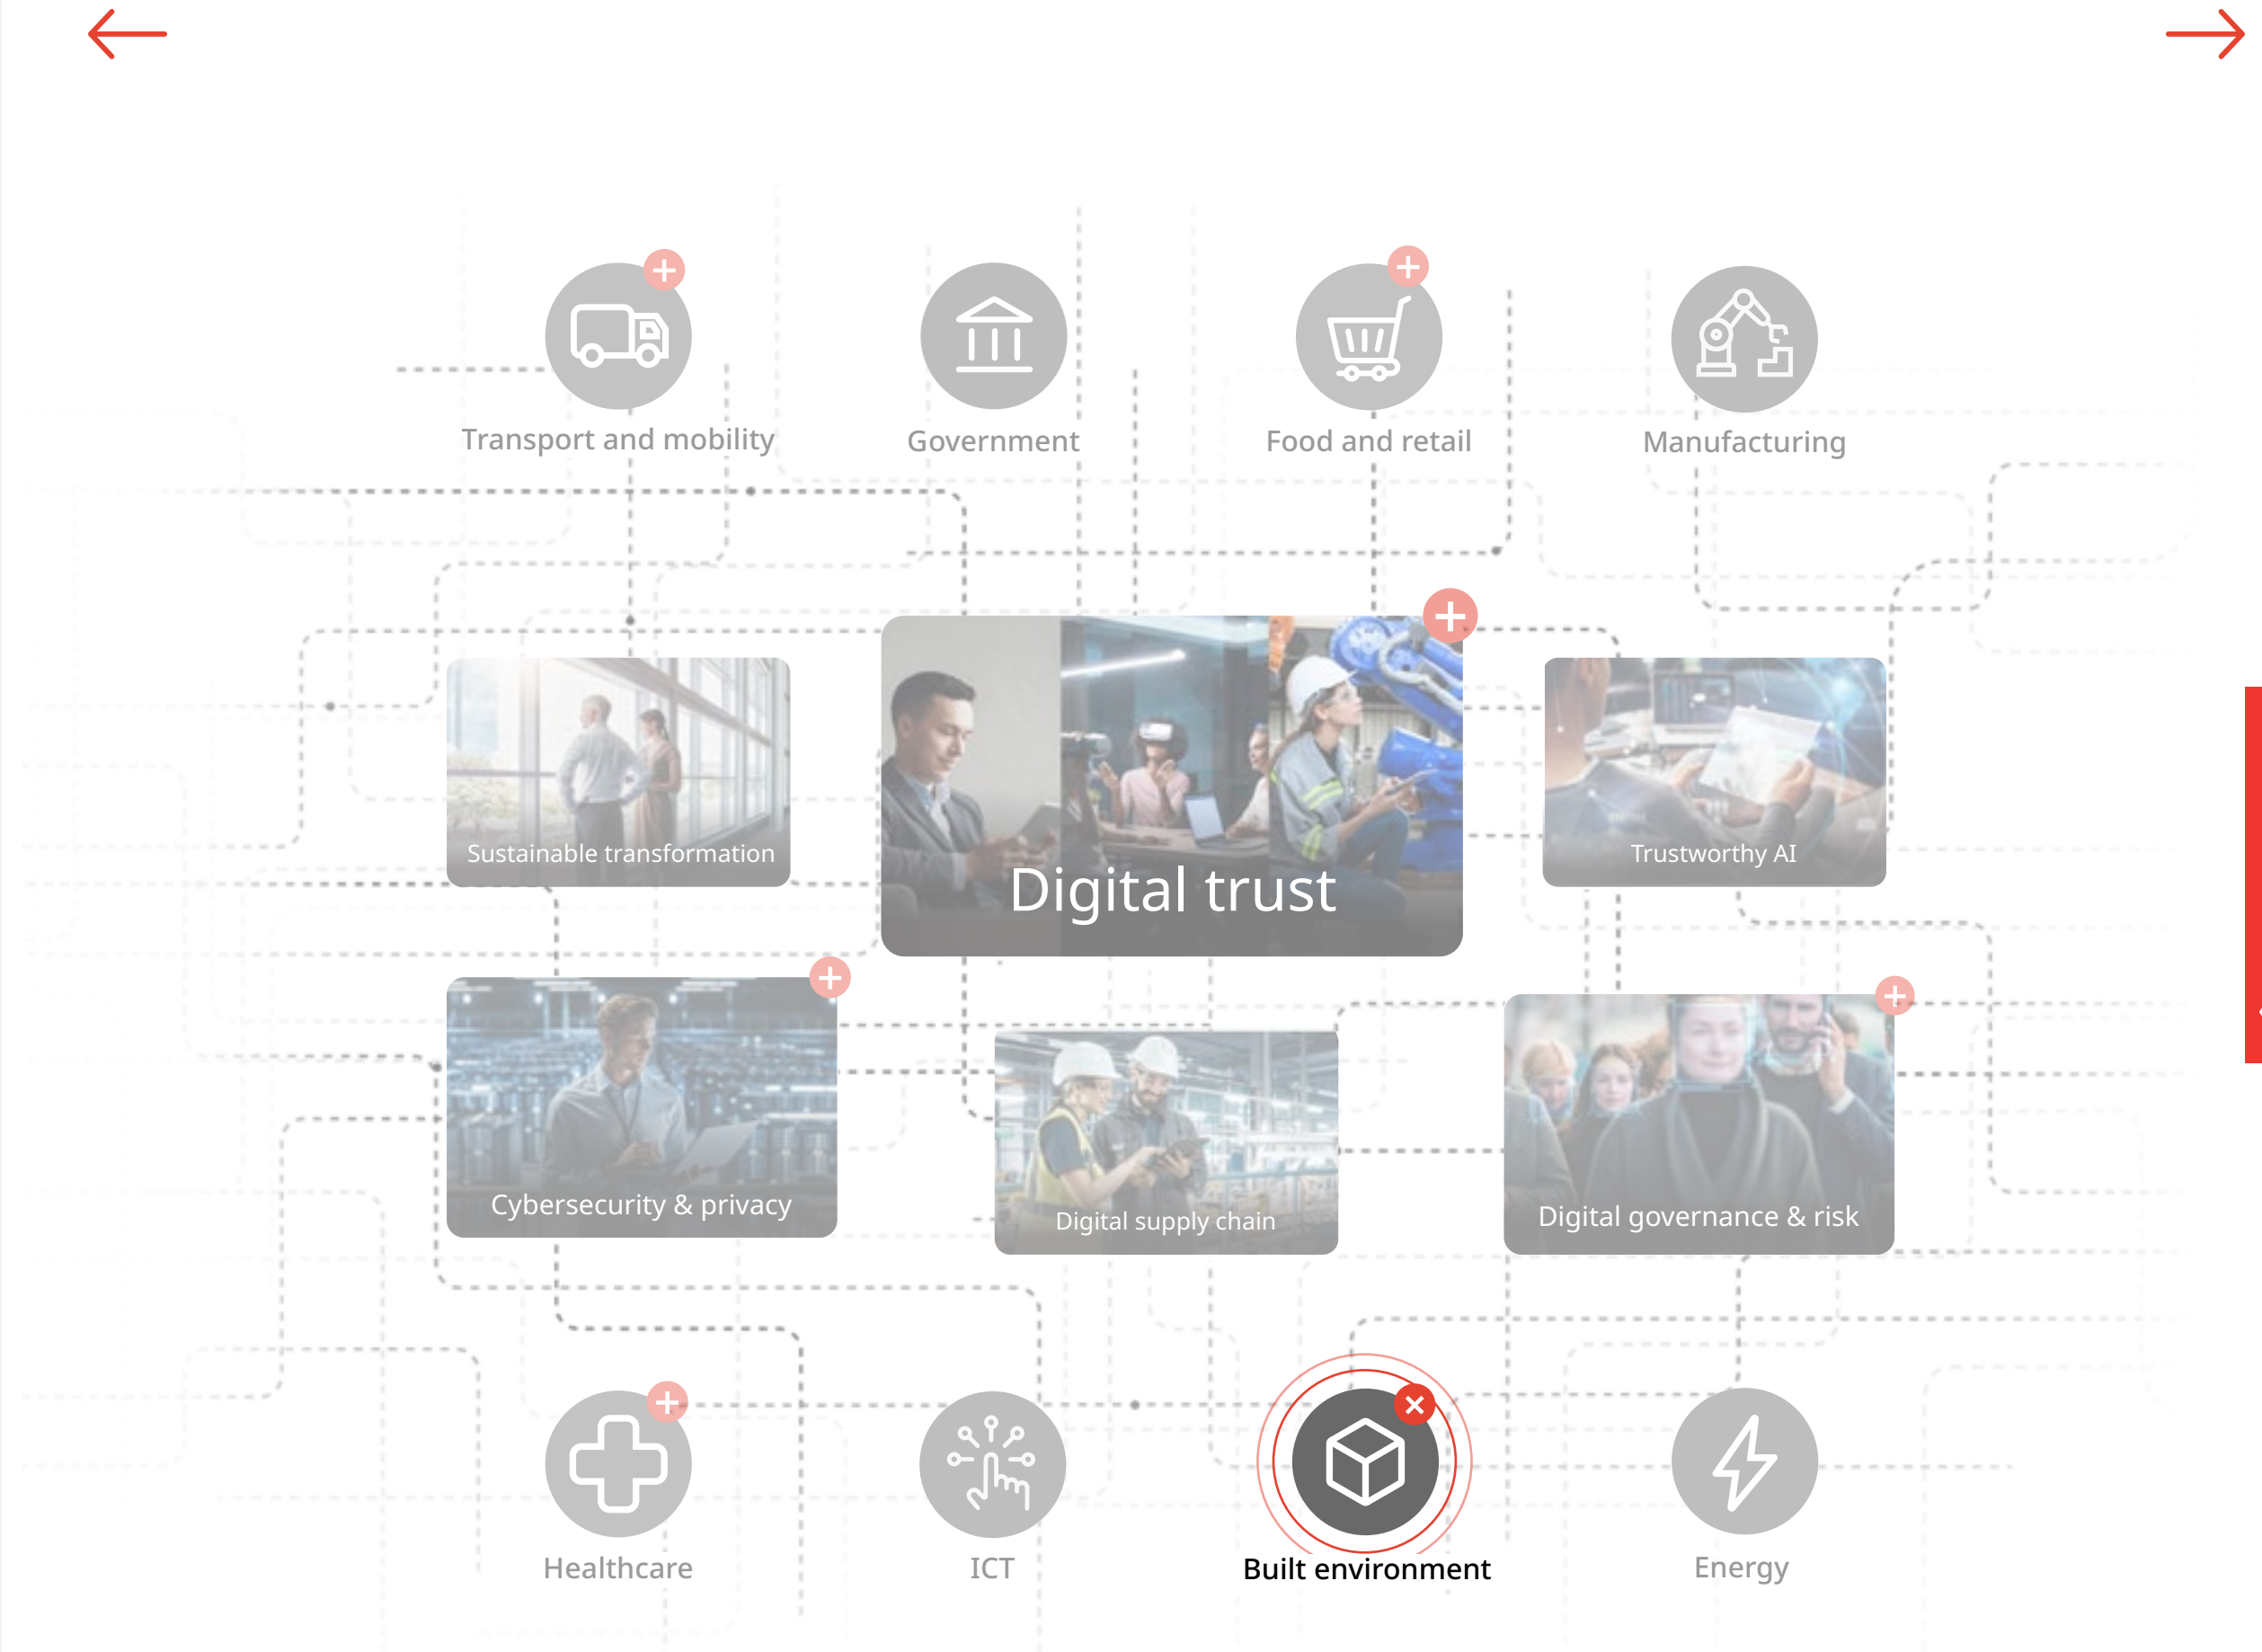 Transport and mobility
Government
Food and retail
Manufacturing
Sustainable transformation
Digital trust
Trustworthy AI
Cybersecurity & privacy
Digital supply chain
Digital governance & risk
Healthcare
ICT
Built environment
Energy